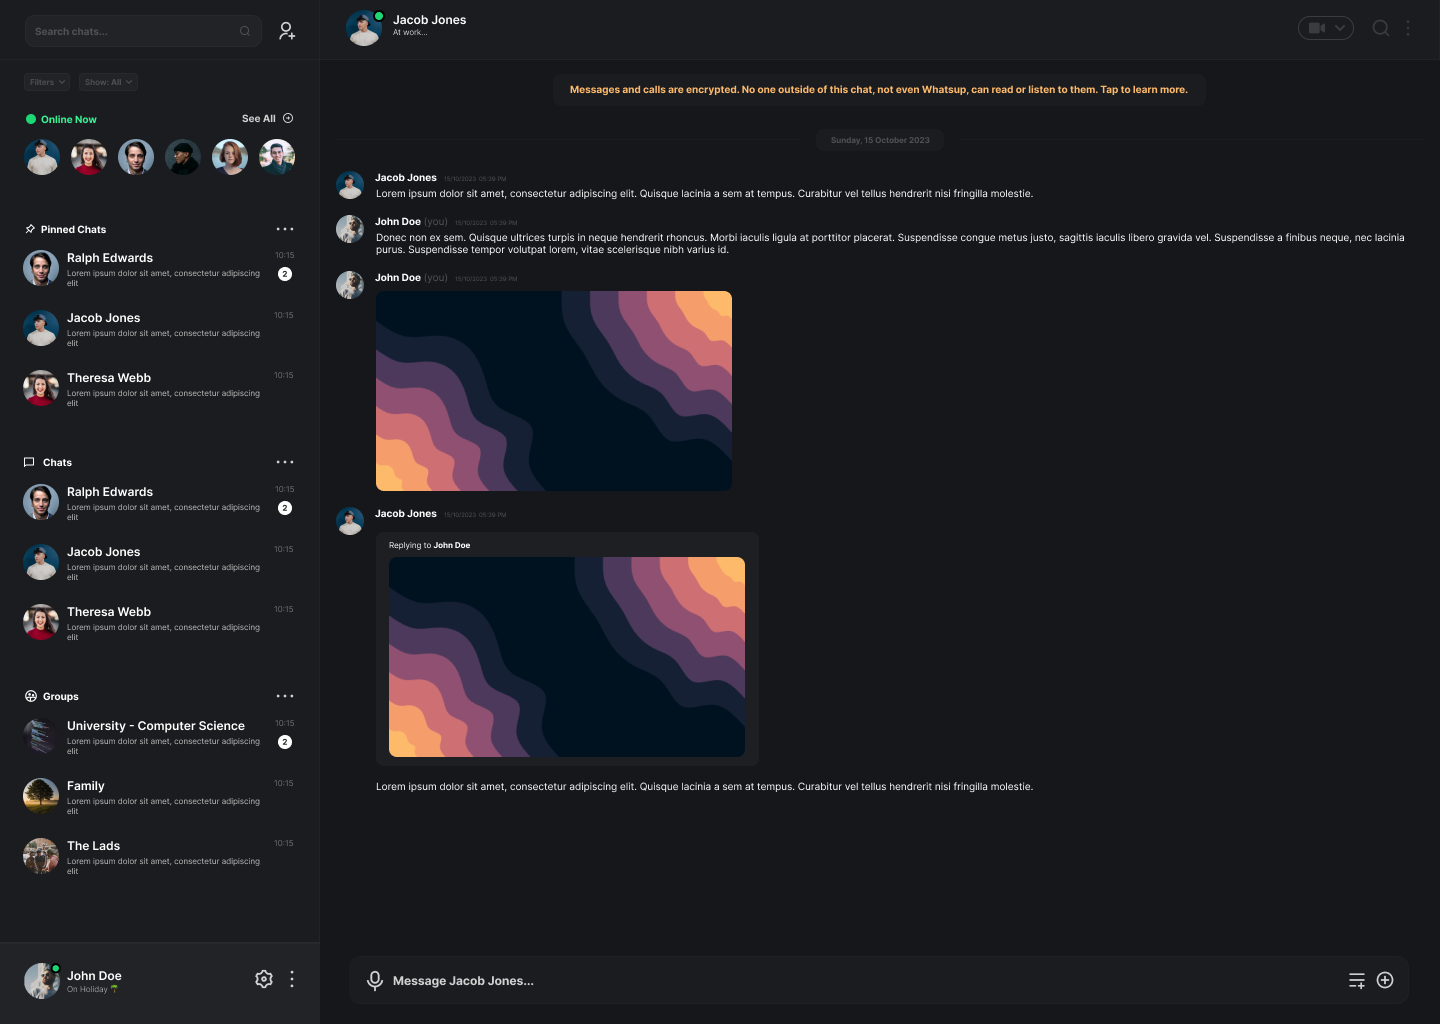 Search chats...
Filters
Show: All
Online Now
See All
Pinned Chats
Ralph Edwards
10:15
Lorem ipsum dolor sit amet, consectetur adipiscing
elit
2
Jacob Jones
10:15
Lorem ipsum dolor sit amet, consectetur adipiscing
elit
Theresa Webb
10:15
Lorem ipsum dolor sit amet, consectetur adipiscing
elit
Chats
Ralph Edwards
10:15
Lorem ipsum dolor sit amet, consectetur adipiscing
elit
2
Jacob Jones
10:15
Lorem ipsum dolor sit amet, consectetur adipiscing
elit
Theresa Webb
10:15
Lorem ipsum dolor sit amet, consectetur adipiscing
elit
Groups
University - Computer Science
10:15
Lorem ipsum dolor sit amet, consectetur adipiscing
elit
2
Family
10:15
Lorem ipsum dolor sit amet, consectetur adipiscing
elit
The Lads
10:15
Lorem ipsum dolor sit amet, consectetur adipiscing
elit
John Doe
On Holiday 🌴
Jacob Jones
At work...
Messages and calls are encrypted. No one outside of this chat, not even Whatsup, can read or listen to them. Tap to learn more.
Sunday, 15 October 2023
Jacob Jones 15/10/2023 05:39 PM
Lorem ipsum dolor sit amet, consectetur adipiscing elit. Quisque lacinia a sem at tempus. Curabitur vel tellus hendrerit nisi fringilla molestie.
John Doe (you) 15/10/2023 05:39 PM
Donec non ex sem. Quisque ultrices turpis in neque hendrerit rhoncus. Morbi iaculis ligula at porttitor placerat. Suspendisse congue metus justo, sagittis iaculis libero gravida vel. Suspendisse a finibus neque, nec lacinia
purus. Suspendisse tempor volutpat lorem, vitae scelerisque nibh varius id.
John Doe (you) 15/10/2023 05:39 PM
Jacob Jones 15/10/2023 05:39 PM
Replying to John Doe
Lorem ipsum dolor sit amet, consectetur adipiscing elit. Quisque lacinia a sem at tempus. Curabitur vel tellus hendrerit nisi fringilla molestie.
Message Jacob Jones...